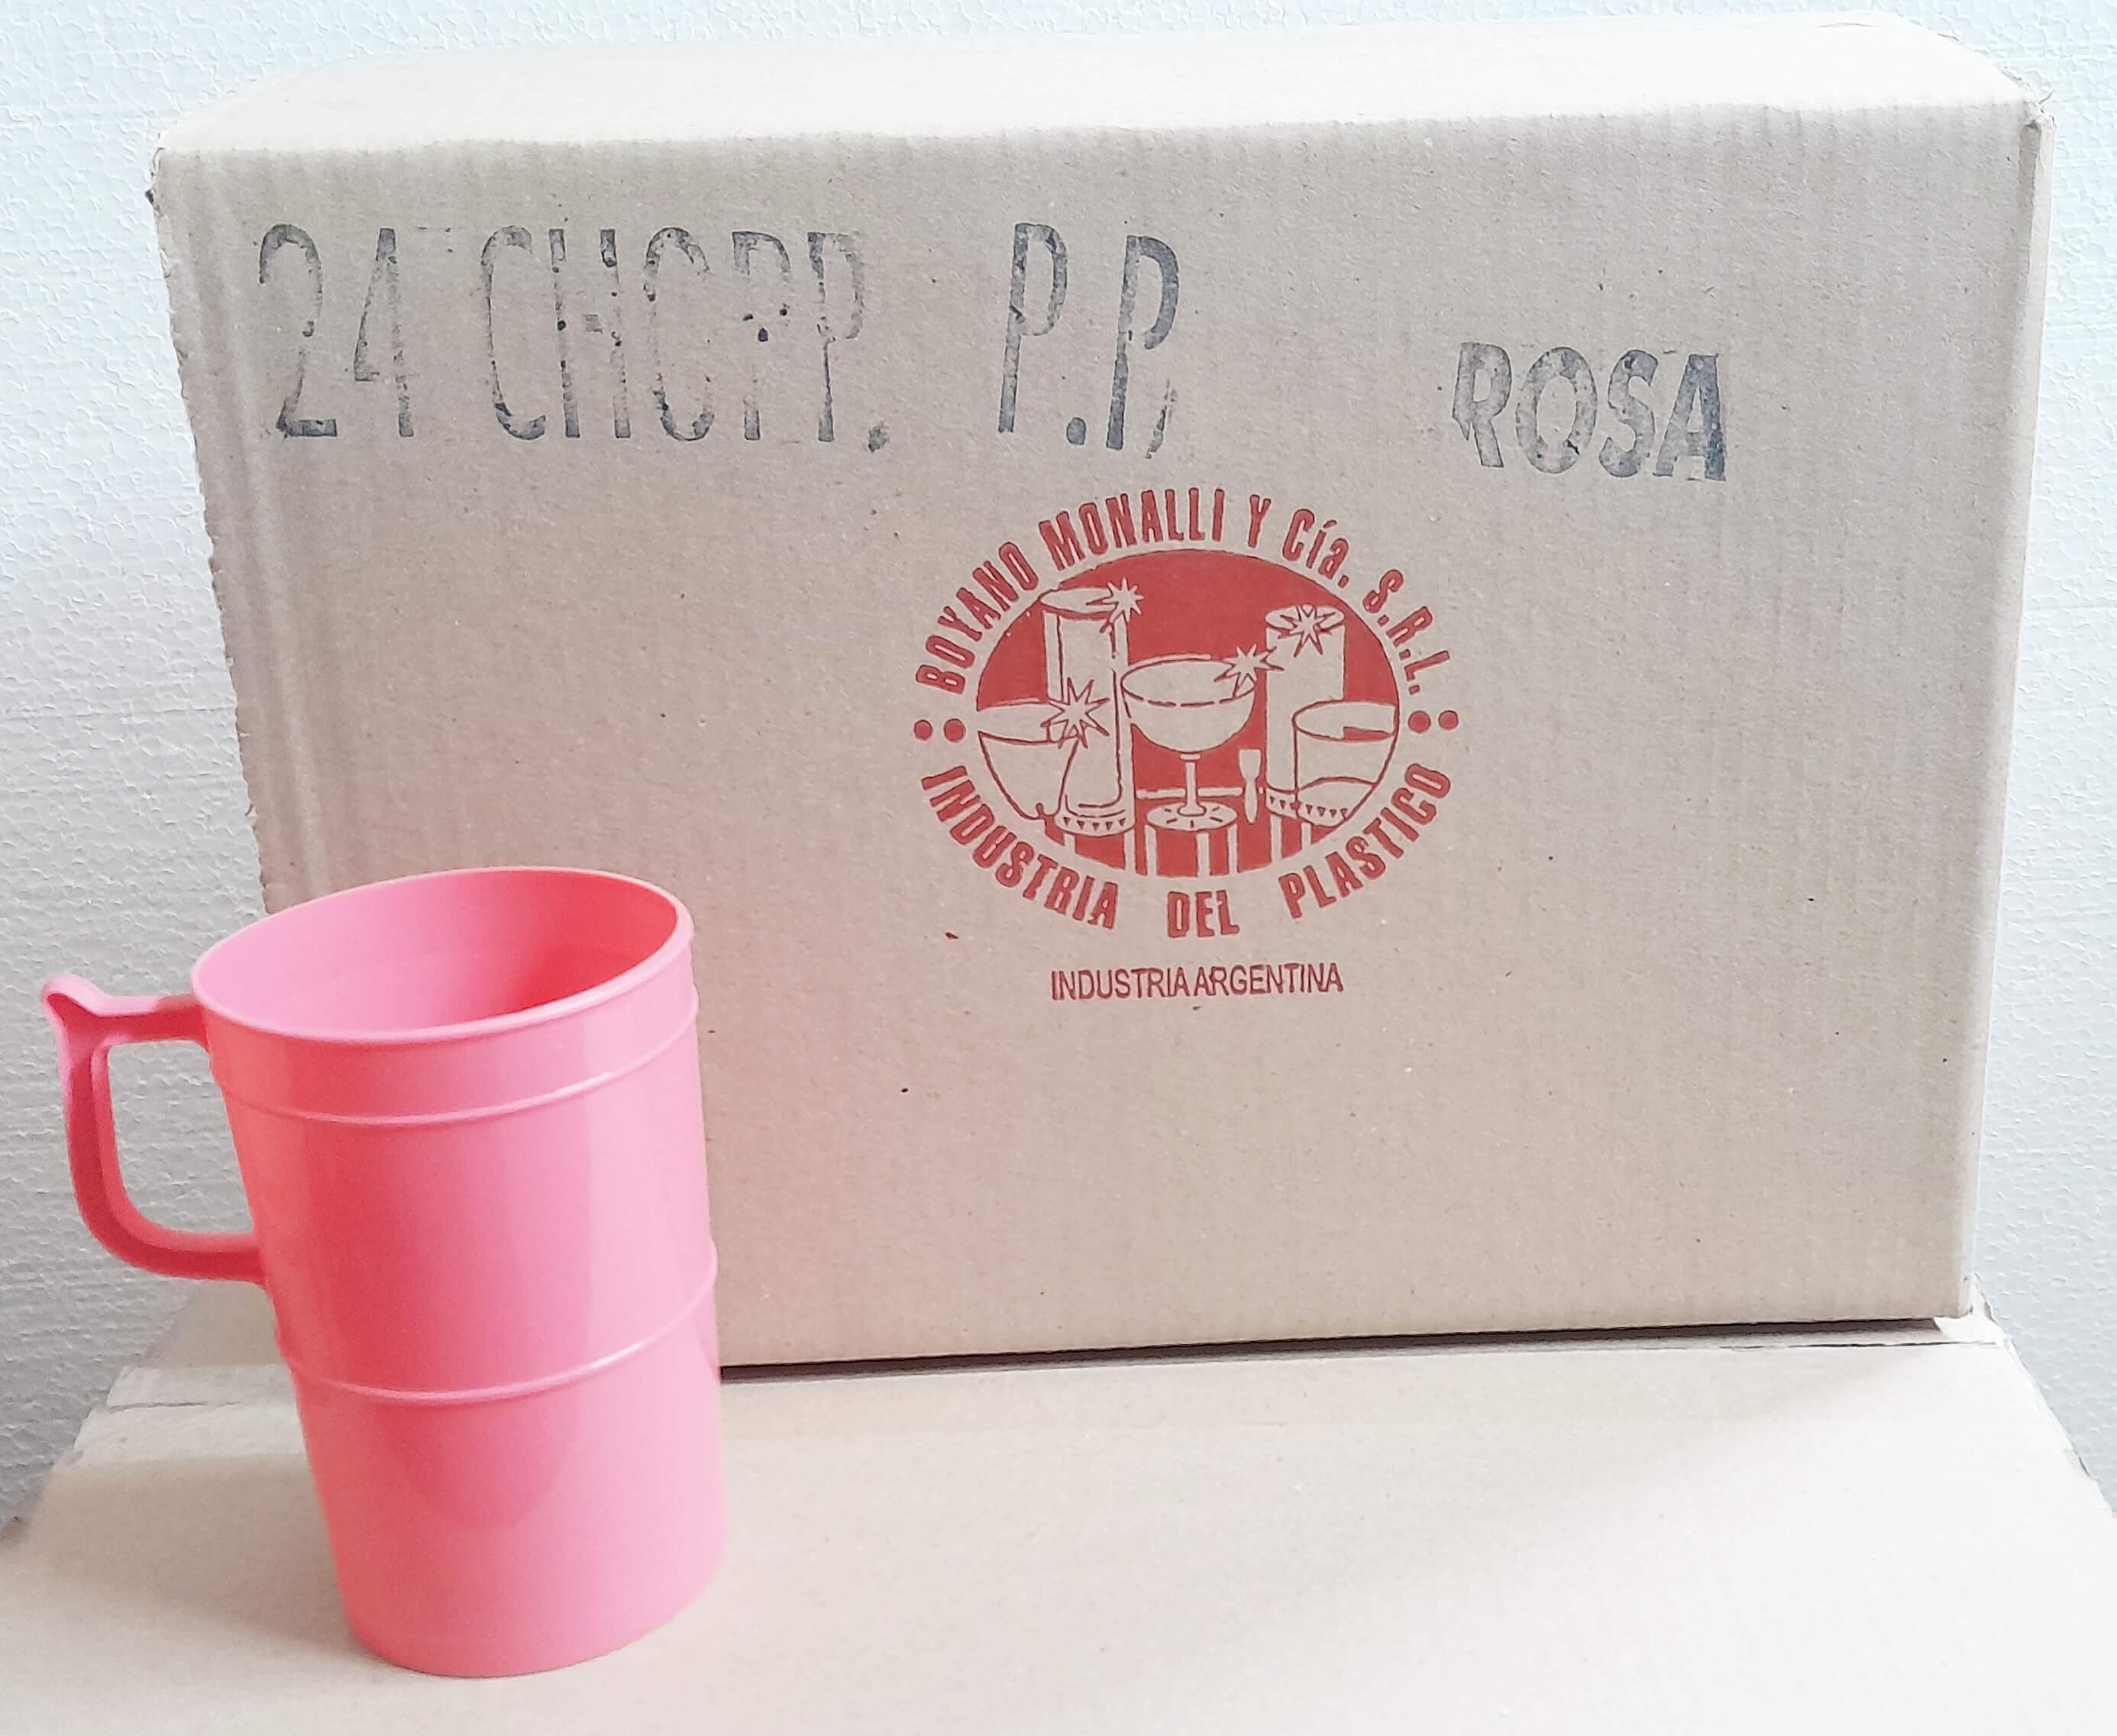 24 CHOPP. P.P,
ROSA
BOYANO MONALLI Y Cía. S.R.L.
INDUSTRIA DEL PLASTICO
INDUSTRIA ARGENTINA